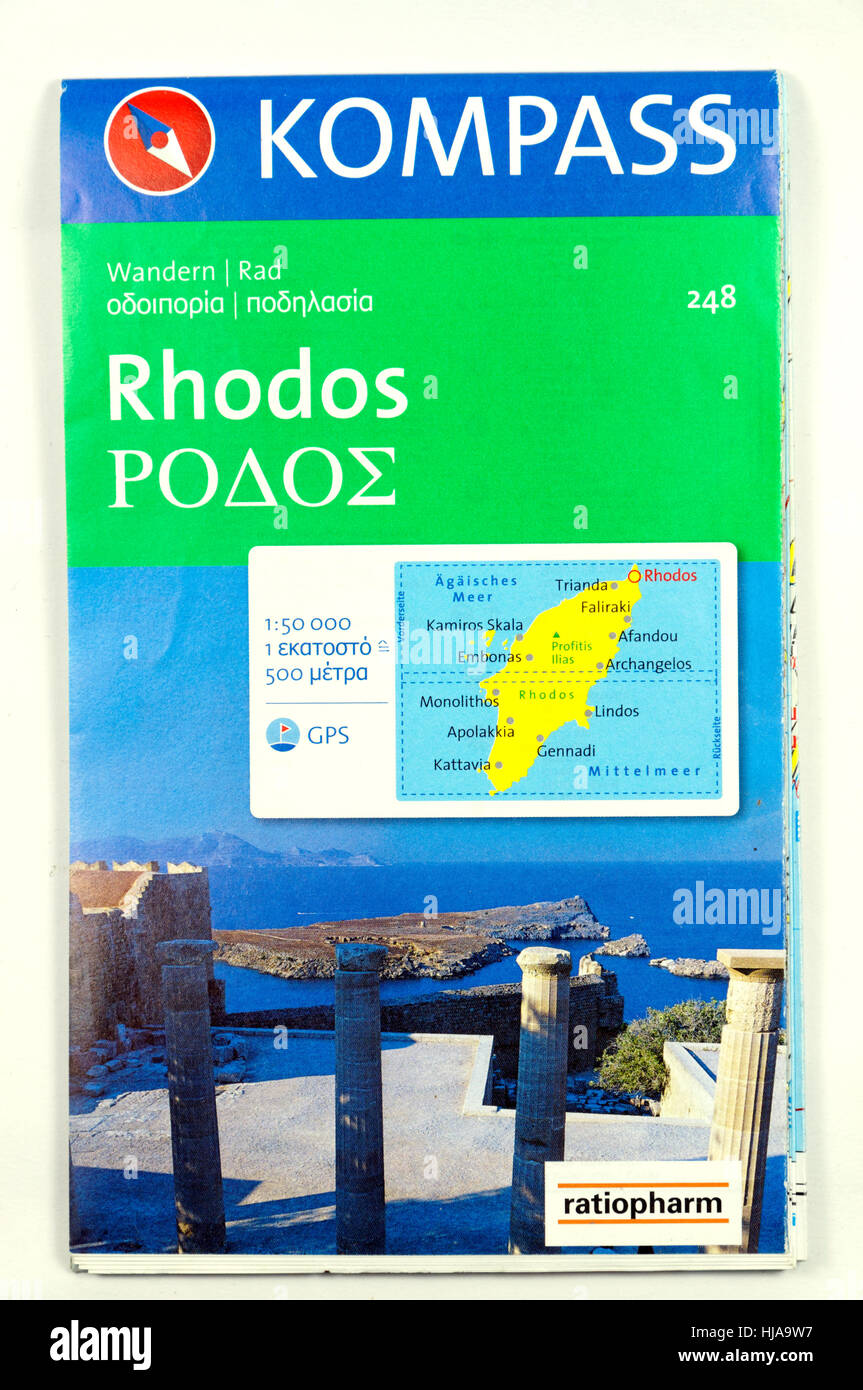 KOMPASS
Wandern | Rad
οδοιπορία | ποδηλασία
248
Rhodos
ΡΟΔΟΣ
1:50 000
1 εκατοστό ≙
500 μέτρα
GPS
Vorderseite
Ägäisches
Meer
Trianda
Rhodos
Faliraki
Kamiros Skala
Afandou
Profitis
Ilias
Embonas
Archangelos
Rhodos
Monolithos
Lindos
Apolakkia
Gennadi
Kattavia
Mittelmeer
Rückseite
ratiopharm
alamy
a
alamy
Image ID: HJA9W7
www.alamy.com